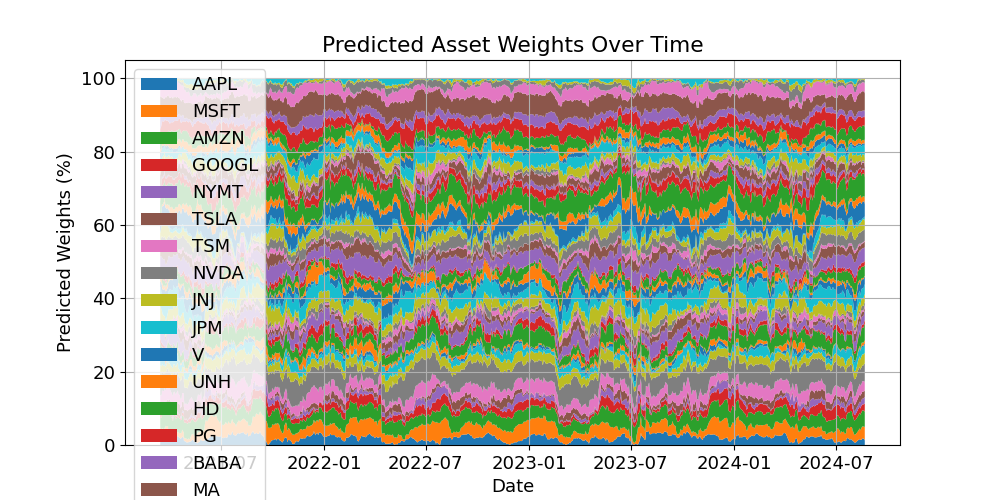 Predicted Asset Weights Over Time
100
80
60
40
20
0
Predicted Weights (%)
AAPL
MSFT
AMZN
GOOGL
NYMT
TSLA
TSM
NVDA
JNJ
JPM
V
UNH
HD
PG
BABA
MA
2021-07
2022-01
2022-07
2023-01
2023-07
2024-01
2024-07
Date